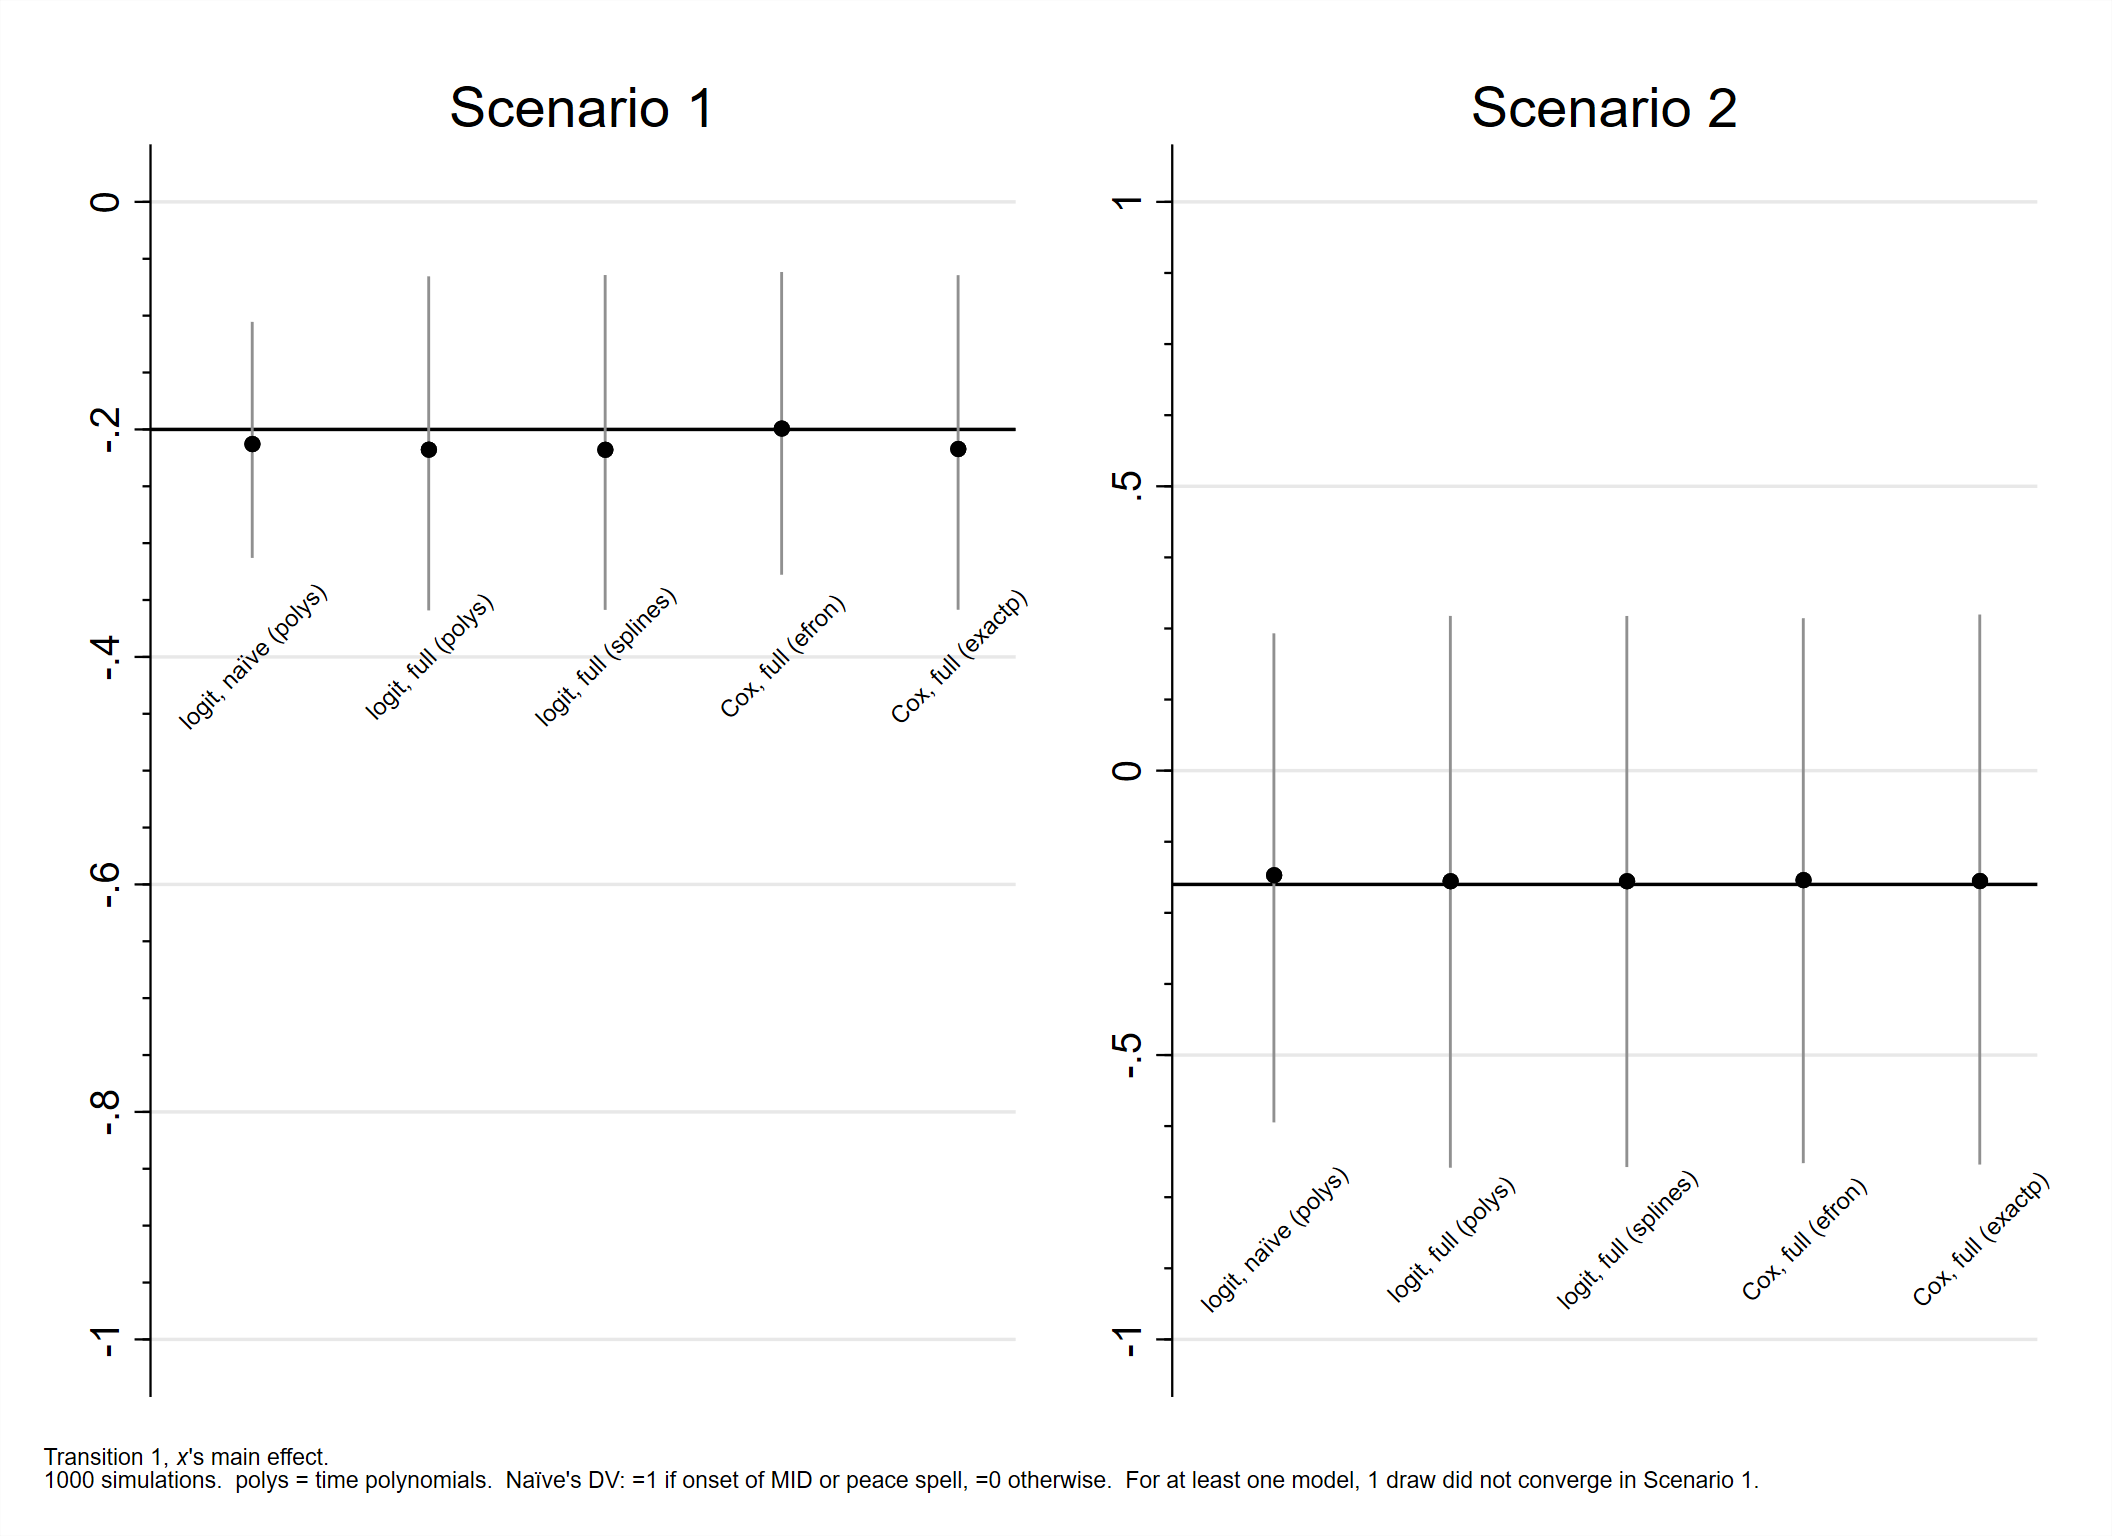 Scenario 1
0
-.2
-.4
-.6
-.8
-1
logit, naïve (polys)
logit, full (polys)
logit, full (splines)
Cox, full (efron)
Cox, full (exactp)
Scenario 2
1
.5
0
-.5
-1
logit, naïve (polys)
logit, full (polys)
logit, full (splines)
Cox, full (efron)
Cox, full (exactp)
Transition 1, x's main effect.
1000 simulations.  polys = time polynomials.  Naïve's DV: =1 if onset of MID or peace spell, =0 otherwise.  For at least one model, 1 draw did not converge in Scenario 1.